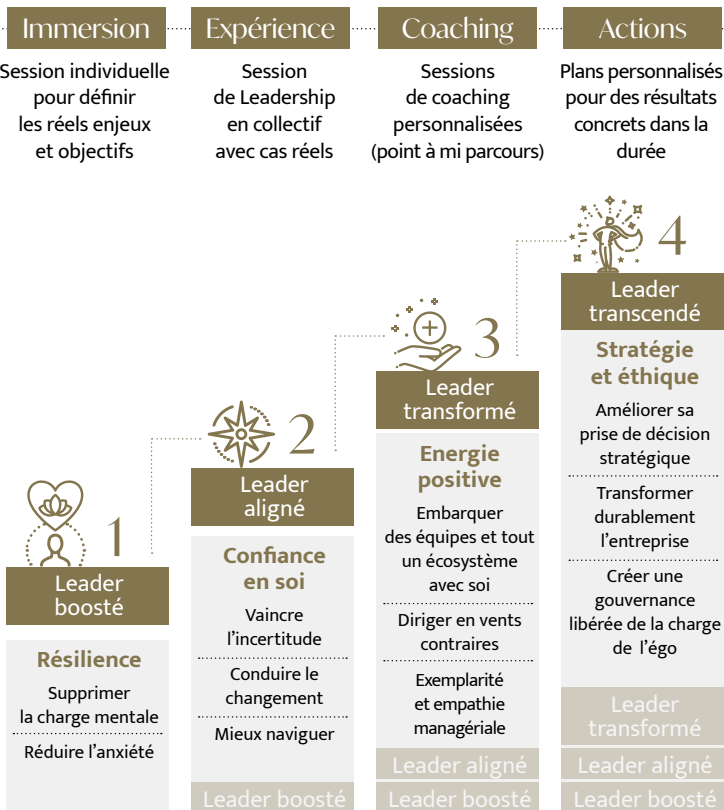 Immersion
Session individuelle
pour définir
les réels enjeux
et objectifs
Expérience
Session
de Leadership
en collectif
avec cas réels
Coaching
Sessions
de coaching
personnalisées
(point à mi parcours)
Actions
Plans personnalisés
pour des résultats
concrets dans la
durée
1
Leader
boosté
Résilience
Supprimer
la charge mentale
Réduire l’anxiété
2
Leader
aligné
Confiance
en soi
Vaincre
l’incertitude
Conduire le
changement
Mieux naviguer
Leader boosté
3
Leader
transformé
Energie
positive
Embarquer
des équipes et tout
un écosystème
avec soi
Diriger en vents
contraires
Exemplarité
et empathie
managériale
Leader aligné
Leader boosté
4
Leader
transcendé
Stratégie
et éthique
Améliorer sa
prise de décision
stratégique
Transformer
durablement
l’entreprise
Créer une
gouvernance
libérée de la charge
de l’égo
Leader
transformé
Leader aligné
Leader boosté